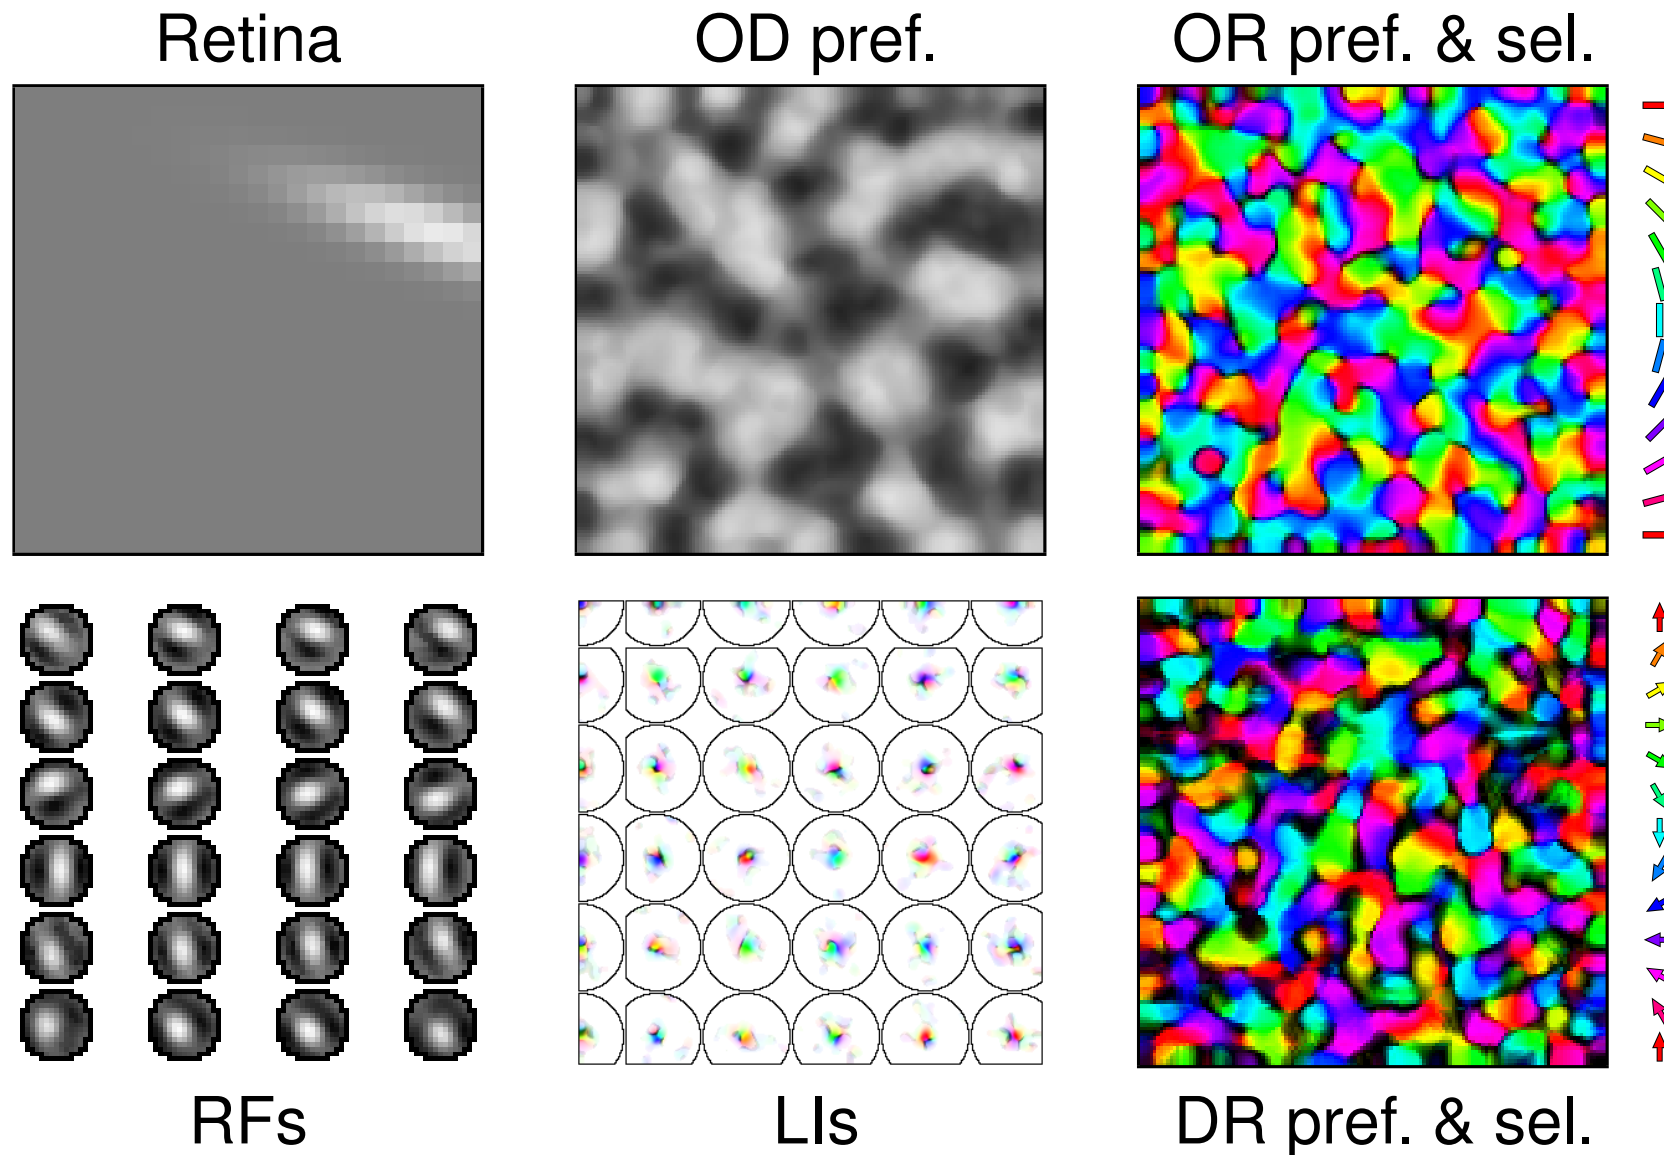 Retina
OD pref.
OR pref. & sel.
RFs
LIs
DR pref. & sel.